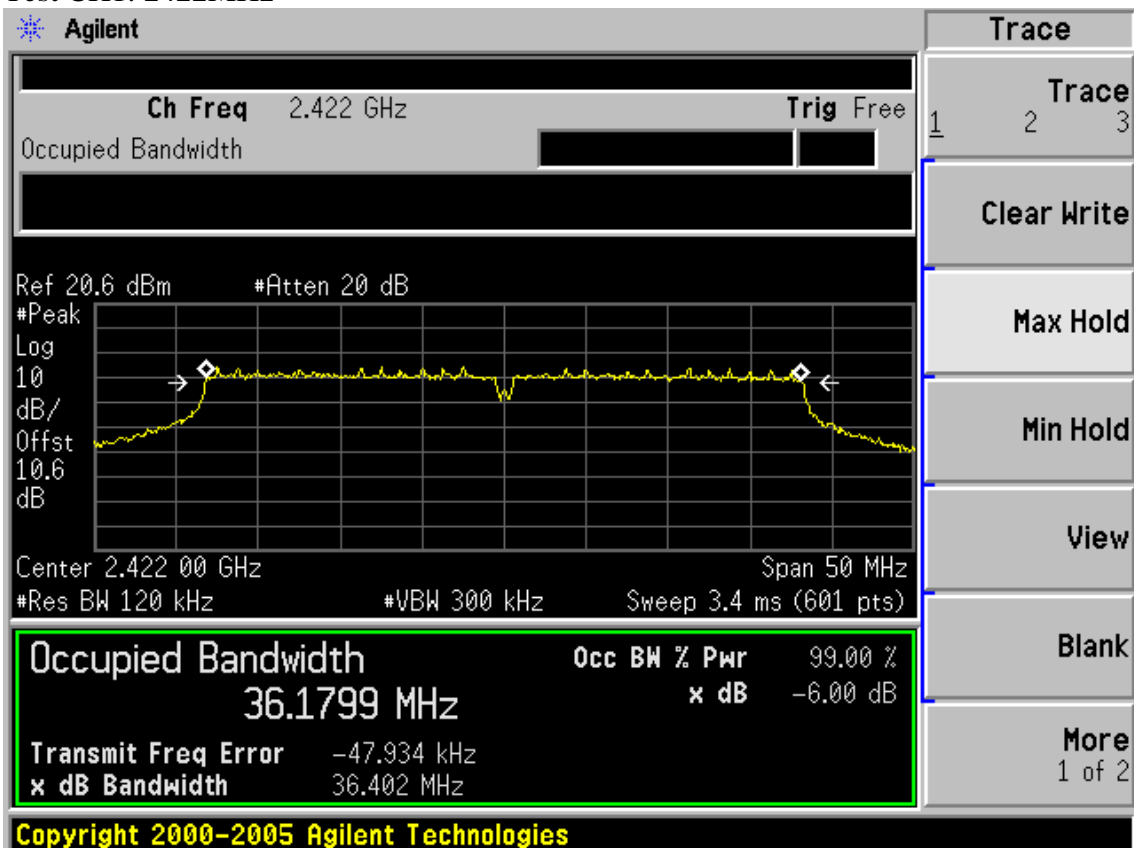 Agilent
Trace
Ch Freq 2.422 GHz Trig Free
Occupied Bandwidth
Trace
1 2 3
Clear Write
Max Hold
Min Hold
View
Blank
More
1 of 2
Ref 20.6 dBm #Atten 20 dB
#Peak
Log
10
dB/
Offst
10.6
dB
Center 2.422 00 GHz Span 50 MHz
#Res BW 120 kHz #VBW 300 kHz Sweep 3.4 ms (601 pts)
Occupied Bandwidth Occ BW % Pwr 99.00 %
36.1799 MHz x dB -6.00 dB
Transmit Freq Error -47.934 kHz
x dB Bandwidth 36.402 MHz
Copyright 2000-2005 Agilent Technologies